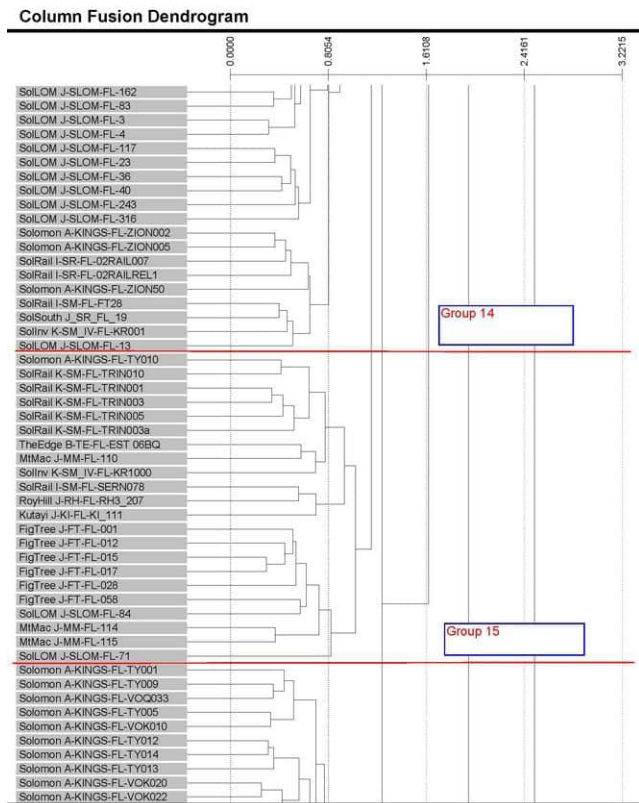 Column Fusion Dendrogram
0.0000
0.8054
1.6108
2.4161
3.2215
SolLOM J-SLOM-FL-162
SolLOM J-SLOM-FL-83
SolLOM J-SLOM-FL-3
SolLOM J-SLOM-FL-4
SolLOM J-SLOM-FL-117
SolLOM J-SLOM-FL-23
SolLOM J-SLOM-FL-36
SolLOM J-SLOM-FL-40
SolLOM J-SLOM-FL-243
SolLOM J-SLOM-FL-316
Solomon A-KINGS-FL-ZION002
Solomon A-KINGS-FL-ZION005
SolRail I-SR-FL-02RAIL007
SolRail I-SR-FL-02RAILREL1
Solomon A-KINGS-FL-ZION50
SolRail I-SM-FL-FT28
SolSouth J_SR_FL_19
SolInv K-SM_IV-FL-KR001
SolLOM J-SLOM-FL-13
Group 14
Solomon A-KINGS-FL-TY010
SolRail K-SM-FL-TRIN010
SolRail K-SM-FL-TRIN001
SolRail K-SM-FL-TRIN003
SolRail K-SM-FL-TRIN005
SolRail K-SM-FL-TRIN003a
TheEdge B-TE-FL-EST 06BQ
MtMac J-MM-FL-110
SolInv K-SM_IV-FL-KR1000
SolRail I-SM-FL-SERN078
RoyHill J-RH-FL-RH3_207
Kutayi J-KI-FL-KI_111
FigTree J-FT-FL-001
FigTree J-FT-FL-012
FigTree J-FT-FL-015
FigTree J-FT-FL-017
FigTree J-FT-FL-028
FigTree J-FT-FL-058
SolLOM J-SLOM-FL-84
MtMac J-MM-FL-114
MtMac J-MM-FL-115
SolLOM J-SLOM-FL-71
Group 15
Solomon A-KINGS-FL-TY001
Solomon A-KINGS-FL-TY009
Solomon A-KINGS-FL-VOQ033
Solomon A-KINGS-FL-TY005
Solomon A-KINGS-FL-VOK010
Solomon A-KINGS-FL-TY012
Solomon A-KINGS-FL-TY014
Solomon A-KINGS-FL-TY013
Solomon A-KINGS-FL-VOK020
Solomon A-KINGS-FL-VOK022